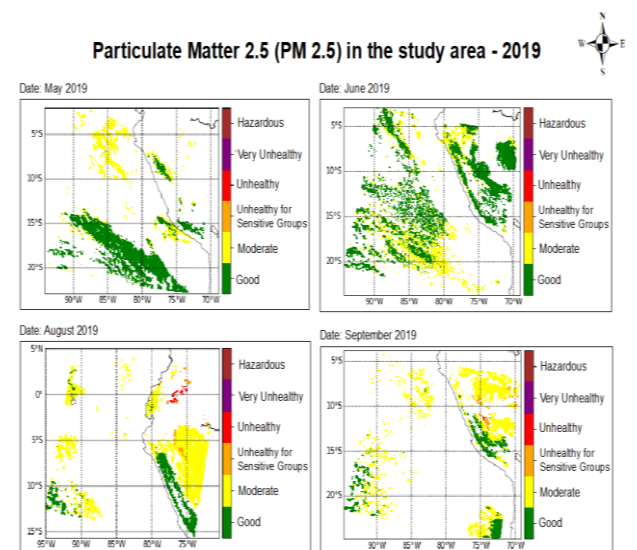 N
W E
S
Particulate Matter 2.5 (PM 2.5) in the study area - 2019
Date: May 2019
5°S
10°S
15°S
20°S
90°W 85°W 80°W 75°W 70°W
Hazardous
Very Unhealthy
Unhealthy
Unhealthy for
Sensitive Groups
Moderate
Good
Date: June 2019
5°S
10°S
15°S
20°S
90°W 85°W 80°W 75°W 70°W
Hazardous
Very Unhealthy
Unhealthy
Unhealthy for
Sensitive Groups
Moderate
Good
Date: August 2019
5°N
0°
5°S
10°S
15°S
95°W 90°W 85°W 80°W 75°W
Hazardous
Very Unhealthy
Unhealthy
Unhealthy for
Sensitive Groups
Moderate
Good
Date: September 2019
5°S
10°S
15°S
20°S
90°W 85°W 80°W 75°W 70°W
Hazardous
Very Unhealthy
Unhealthy
Unhealthy for
Sensitive Groups
Moderate
Good